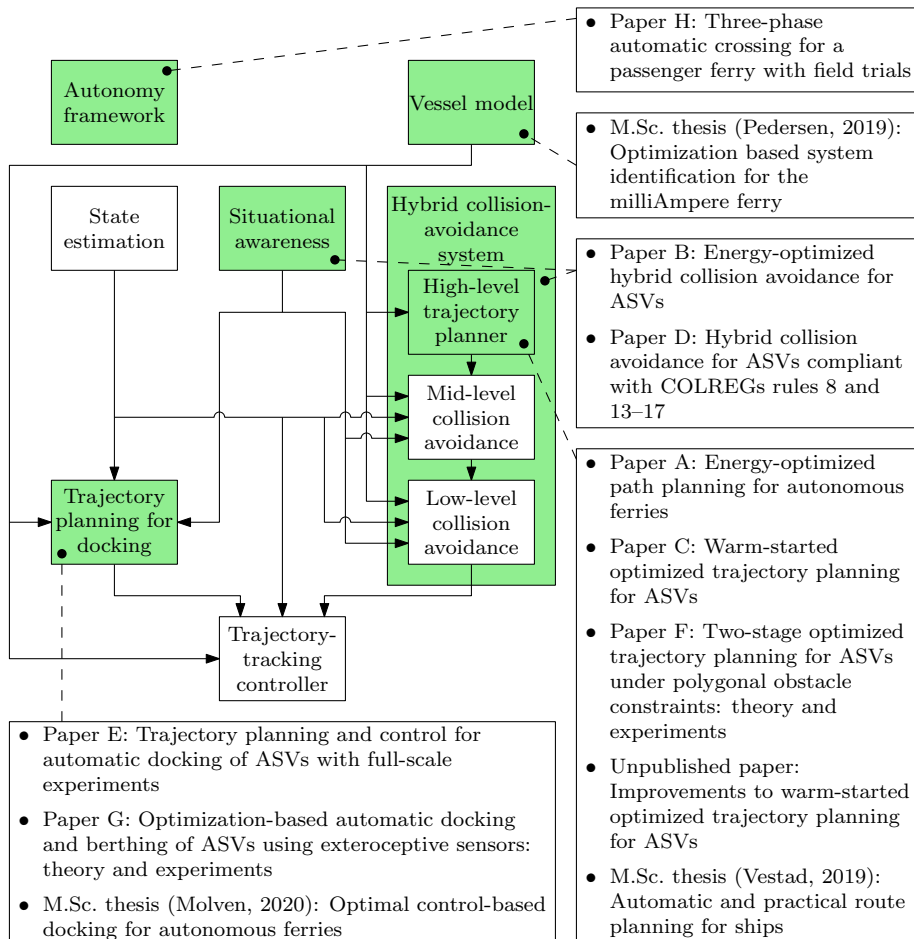 Autonomy
framework
Vessel model
State
estimation
Situational
awareness
Hybrid collision-
avoidance
system
High-level
trajectory
planner
Mid-level
collision
avoidance
Low-level
collision
avoidance
Trajectory
planning for
docking
Trajectory-
tracking
controller
• Paper H: Three-phase
automatic crossing for a
passenger ferry with field trials
• M.Sc. thesis (Pedersen, 2019):
Optimization based system
identification for the
milliAmpere ferry
• Paper B: Energy-optimized
hybrid collision avoidance for
ASVs
• Paper D: Hybrid collision
avoidance for ASVs compliant
with COLREGs rules 8 and
13–17
• Paper A: Energy-optimized
path planning for autonomous
ferries
• Paper C: Warm-started
optimized trajectory planning
for ASVs
• Paper F: Two-stage optimized
trajectory planning for ASVs
under polygonal obstacle
constraints: theory and
experiments
• Unpublished paper:
Improvements to warm-started
optimized trajectory planning
for ASVs
• M.Sc. thesis (Vestad, 2019):
Automatic and practical route
planning for ships
• Paper E: Trajectory planning and control for
automatic docking of ASVs with full-scale
experiments
• Paper G: Optimization-based automatic docking
and berthing of ASVs using exteroceptive sensors:
theory and experiments
• M.Sc. thesis (Molven, 2020): Optimal control-based
docking for autonomous ferries